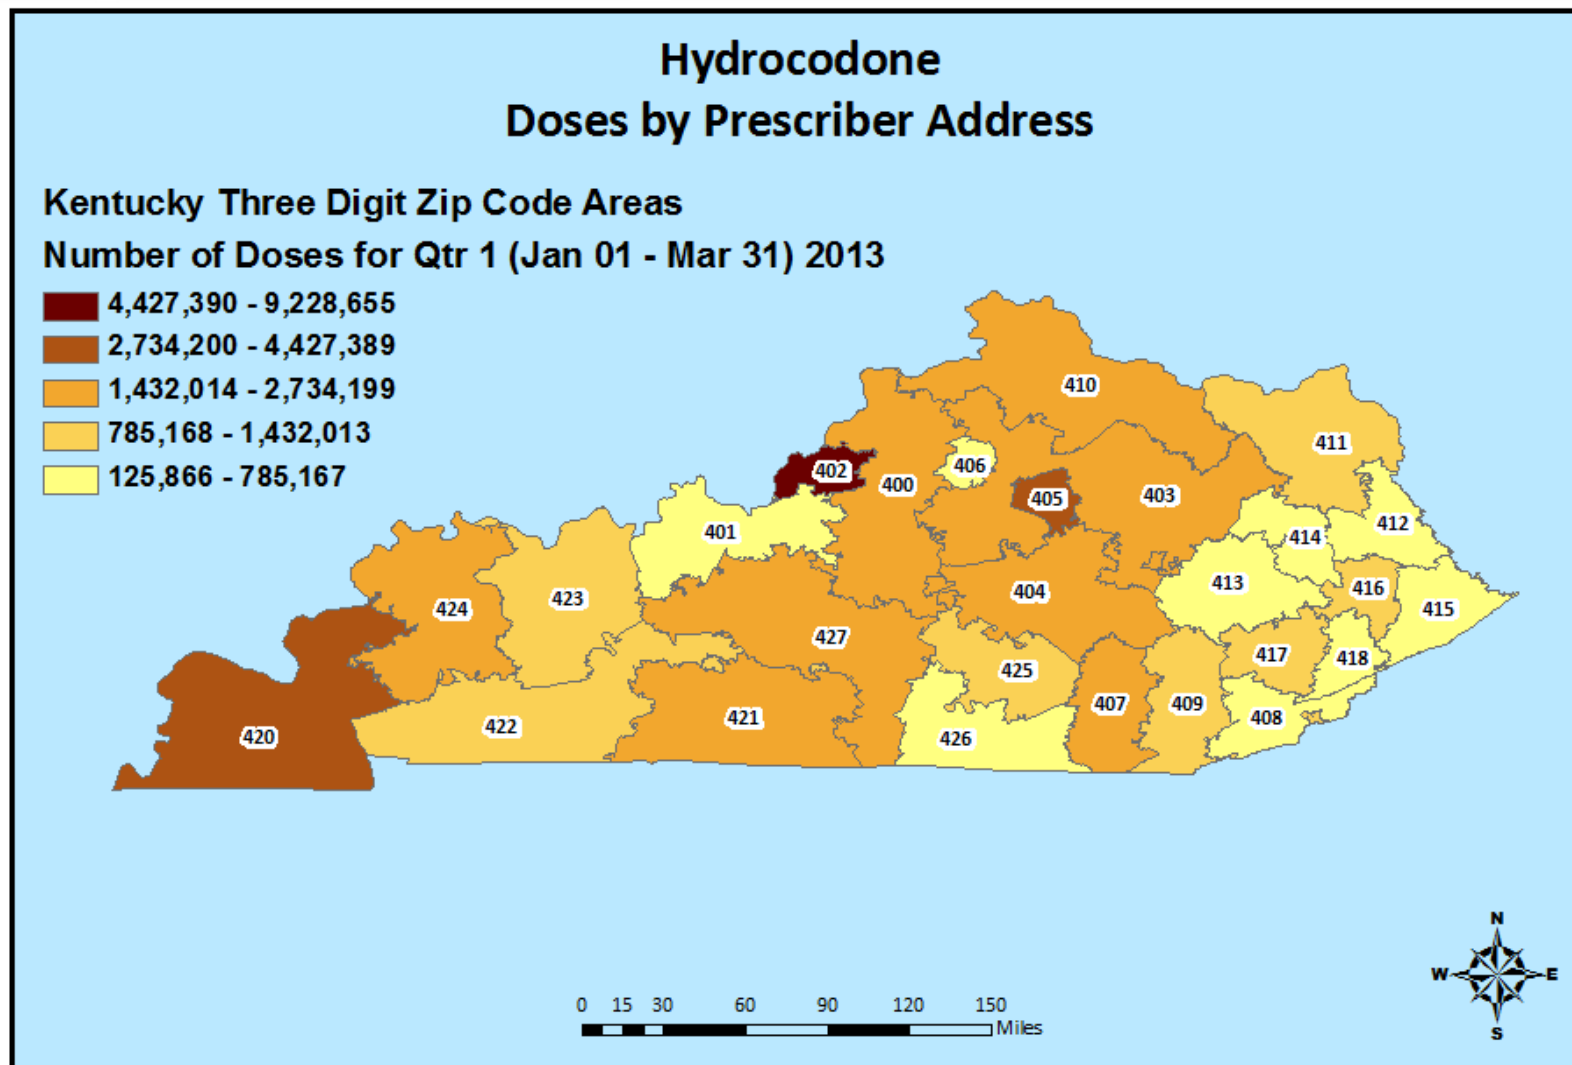 Hydrocodone
Doses by Prescriber Address
Kentucky Three Digit Zip Code Areas
Number of Doses for Qtr 1 (Jan 01 - Mar 31) 2013
4,427,390 - 9,228,655
2,734,200 - 4,427,389
1,432,014 - 2,734,199
785,168 - 1,432,013
125,866 - 785,167
410
411
402
406
400
405
403
401
412
414
413
416
415
404
424
423
427
417
418
425
407
409
408
420
422
421
426
N
W
E
S
0 15 30 60 90 120 150
Miles